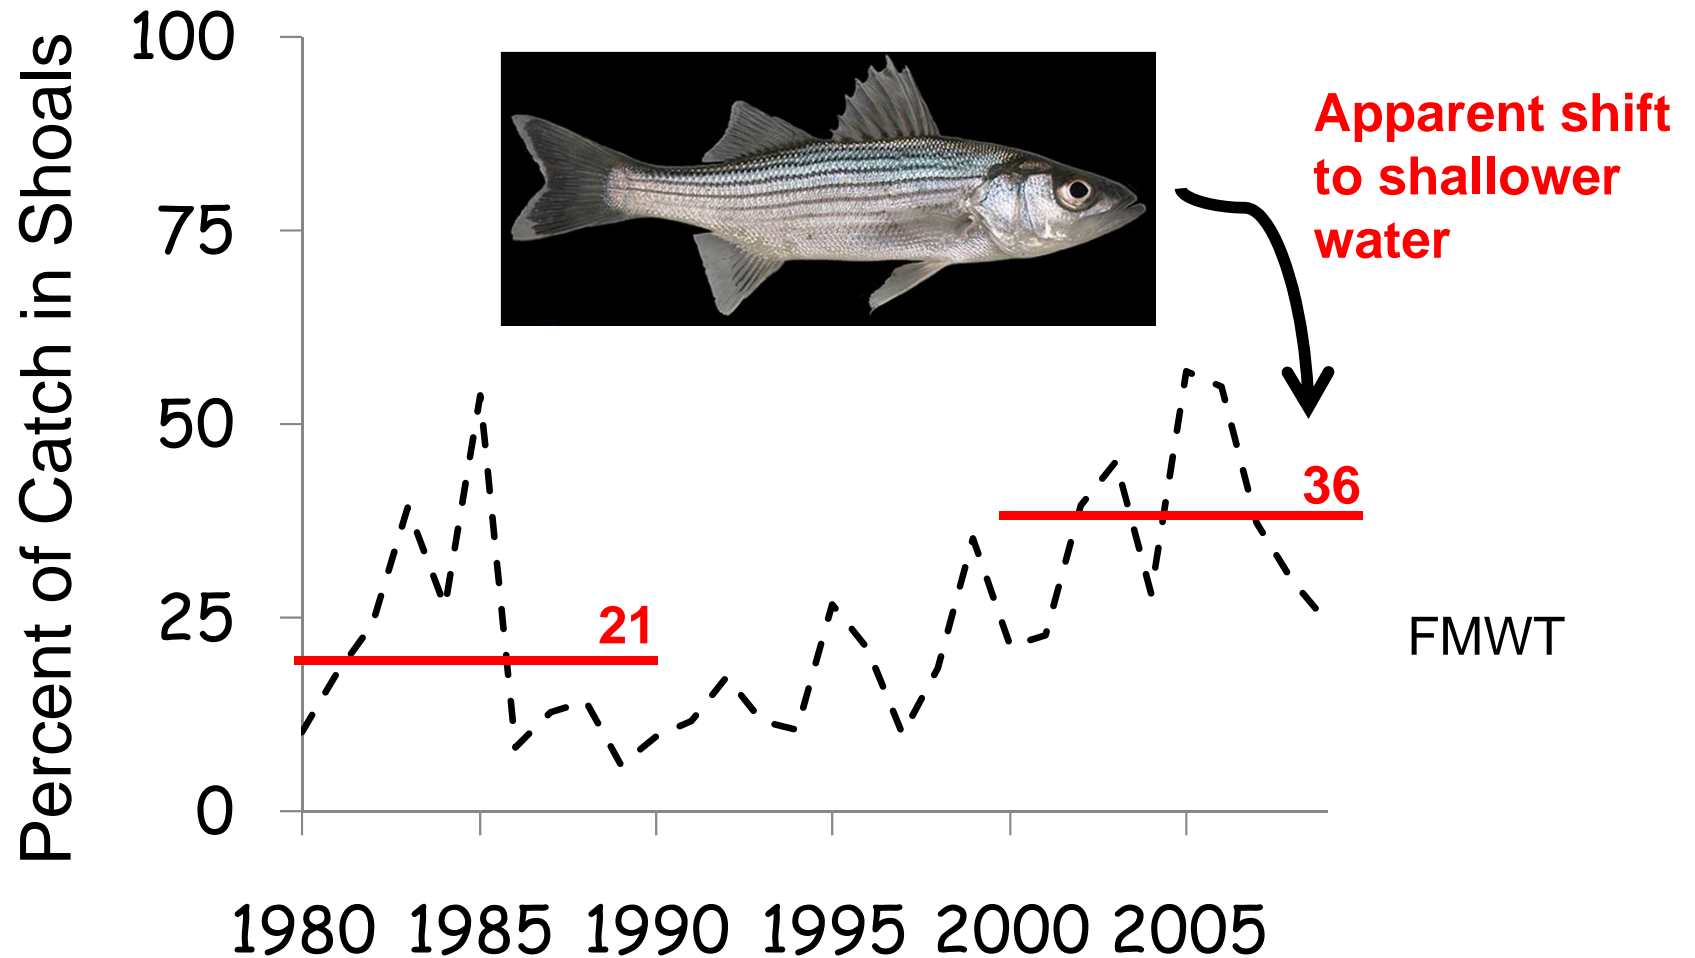 Percent of Catch in Shoals
100
75
50
25
0
Apparent shift
to shallower
water
21
36
FMWT
1980 1985 1990 1995 2000 2005